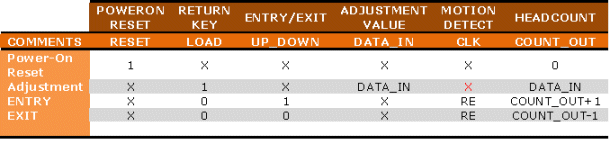 POWERON RESET RETURN KEY ENTRY/EXIT ADJUSTMENT VALUE MOTION DETECT HEADCOUNT
COMMENTS RESET LOAD UP_DOWN DATA_IN CLK COUNT_OUT
Power-On Reset 1 X X X X 0
Adjustment X 1 X DATA_IN X DATA_IN
ENTRY X 0 1 X RE COUNT_OUT+1
EXIT X 0 0 X RE COUNT_OUT-1